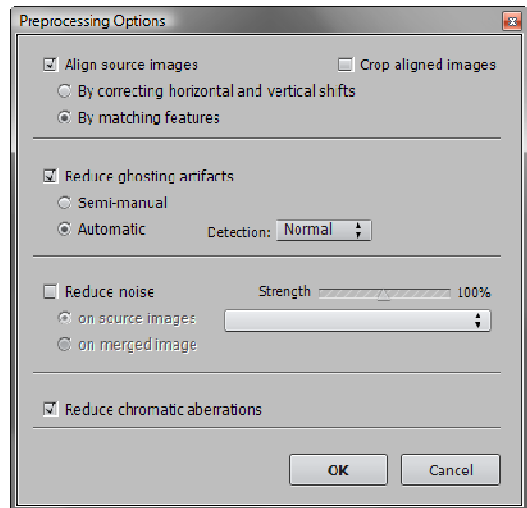 Preprocessing Options
Align source images Crop aligned images
By correcting horizontal and vertical shifts
By matching features
Reduce ghosting artifacts
Semi-manual
Automatic Detection: Normal
Reduce noise Strength 100%
on source images
on merged image
Reduce chromatic aberrations
OK Cancel